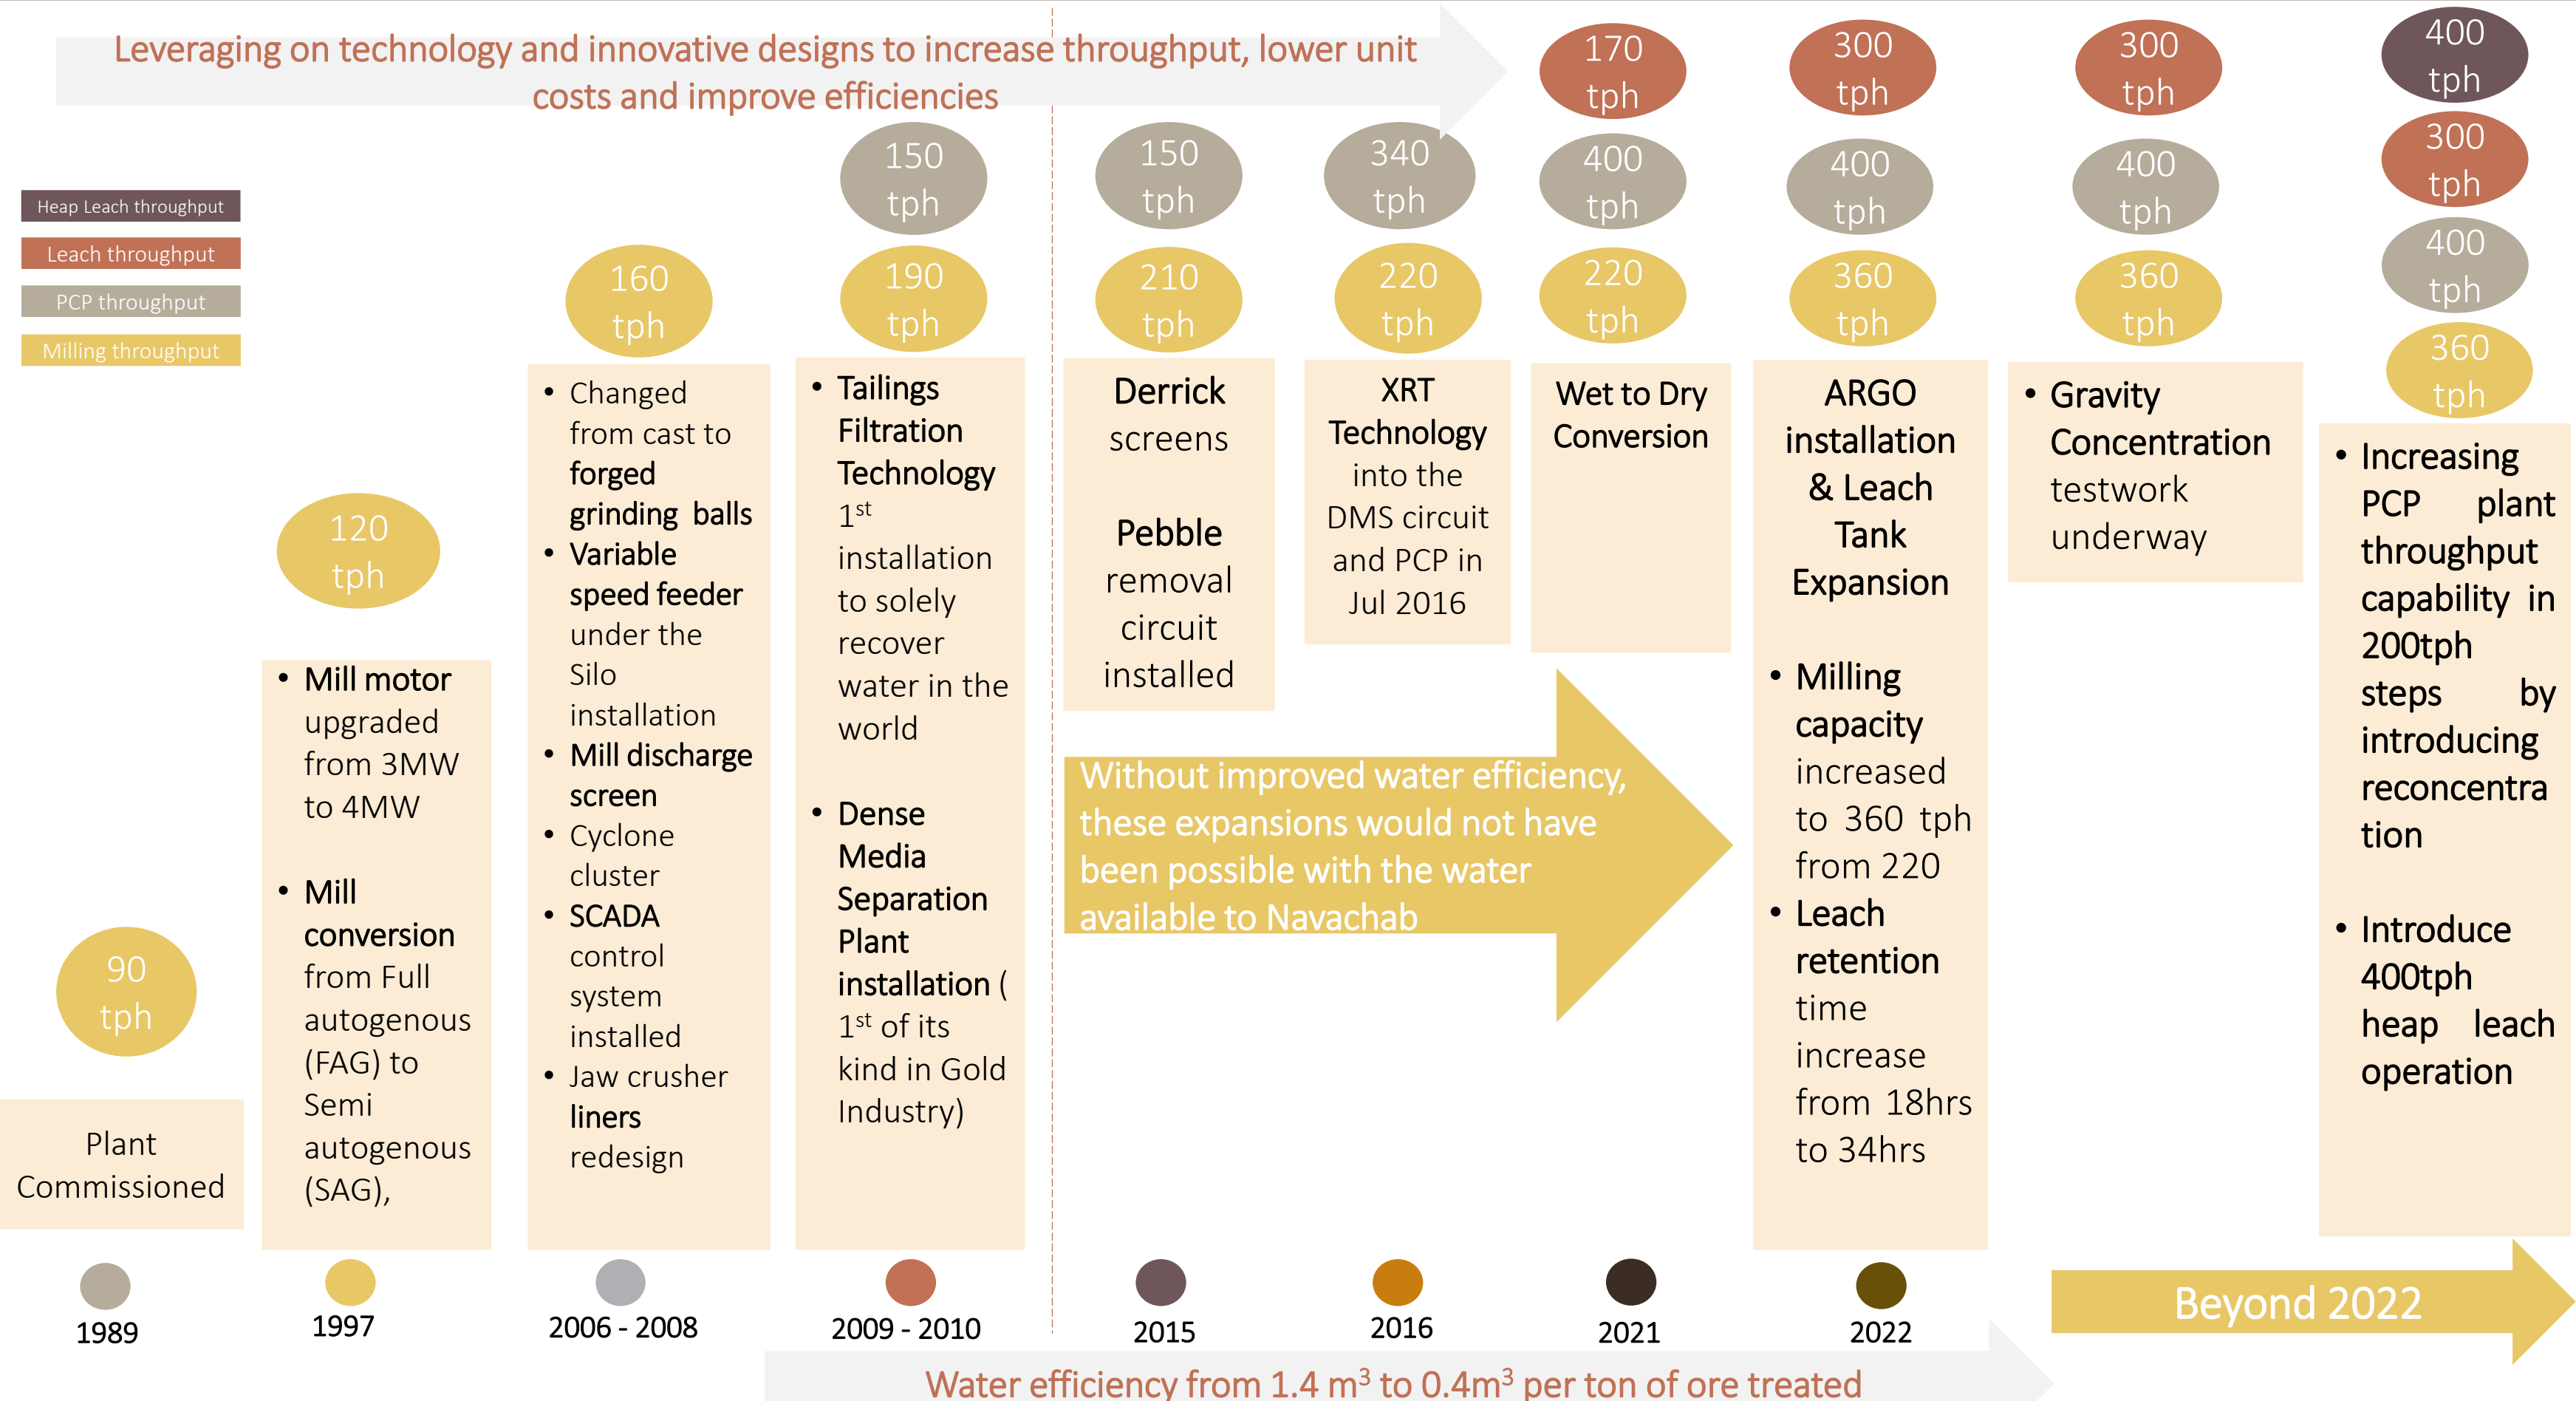 Leveraging on technology and innovative designs to increase throughput, lower unit
costs and improve efficiencies
Heap Leach throughput
Leach throughput
PCP throughput
Milling throughput
90
tph
Plant
Commissioned
1989
120
tph
• Mill motor
upgraded
from 3MW
to 4MW
• Mill
conversion
from Full
autogenous
(FAG) to
Semi
autogenous
(SAG),
1997
160
tph
• Changed
from cast to
forged
grinding balls
• Variable
speed feeder
under the
Silo
installation
• Mill discharge
screen
• Cyclone
cluster
• SCADA
control
system
installed
• Jaw crusher
liners
redesign
2006 - 2008
150
tph
190
tph
• Tailings
Filtration
Technology
1st
installation
to solely
recover
water in the
world
• Dense
Media
Separation
Plant
installation (
1st of its
kind in Gold
Industry)
2009 - 2010
150
tph
210
tph
Derrick
screens
Pebble
removal
circuit
installed
2015
340
tph
220
tph
XRT
Technology
into the
DMS circuit
and PCP in
Jul 2016
2016
170
tph
400
tph
220
tph
Wet to Dry
Conversion
2021
Without improved water efficiency,
these expansions would not have
been possible with the water
available to Navachab
300
tph
400
tph
360
tph
ARGO
installation
& Leach
Tank
Expansion
• Milling
capacity
increased
to 360 tph
from 220
• Leach
retention
time
increase
from 18hrs
to 34hrs
2022
300
tph
400
tph
360
tph
• Gravity
Concentration
testwork
underway
400
tph
300
tph
400
tph
360
tph
• Increasing
PCP plant
throughput
capability in
200tph
steps by
introducing
reconcentra
tion
• Introduce
400tph
heap leach
operation
Beyond 2022
Water efficiency from 1.4 m3 to 0.4m3 per ton of ore treated